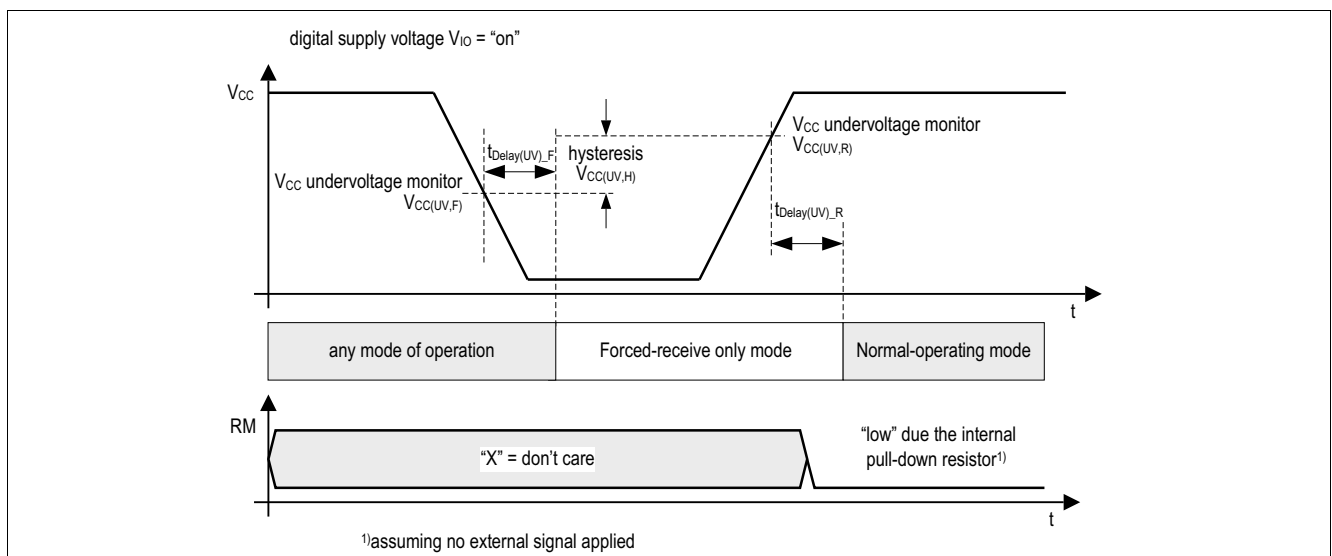 digital supply voltage VIO = “on”
VCC
VCC undervoltage monitor
VCC(UV,R)
tDelay(UV)_F
hysteresis
VCC(UV,H)
VCC undervoltage monitor
VCC(UV,F)
tDelay(UV)_R
t
any mode of operation
Forced-receive only mode
Normal-operating mode
RM
“X” = don’t care
“low” due the internal
pull-down resistor1)
t
1)assuming no external signal applied